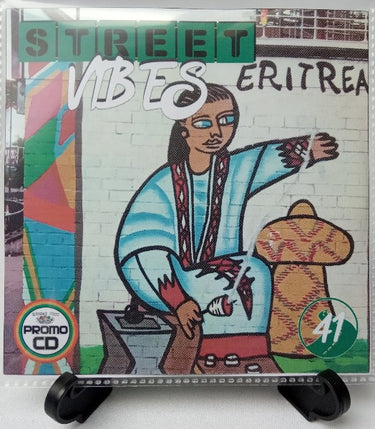 STREET
VIBES
ERITREA
PROMO
CD
41